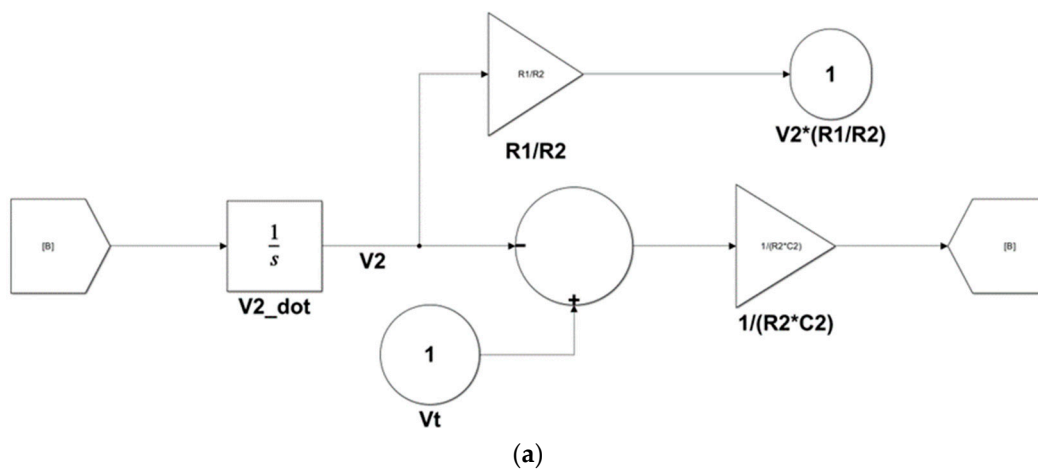 R1/R2
1
V2*(R1/R2)
R1/R2
[B]
1
s
V2
V2_dot
−
+
1/(R2*C2)
1/(R2*C2)
[B]
1
Vt
(a)